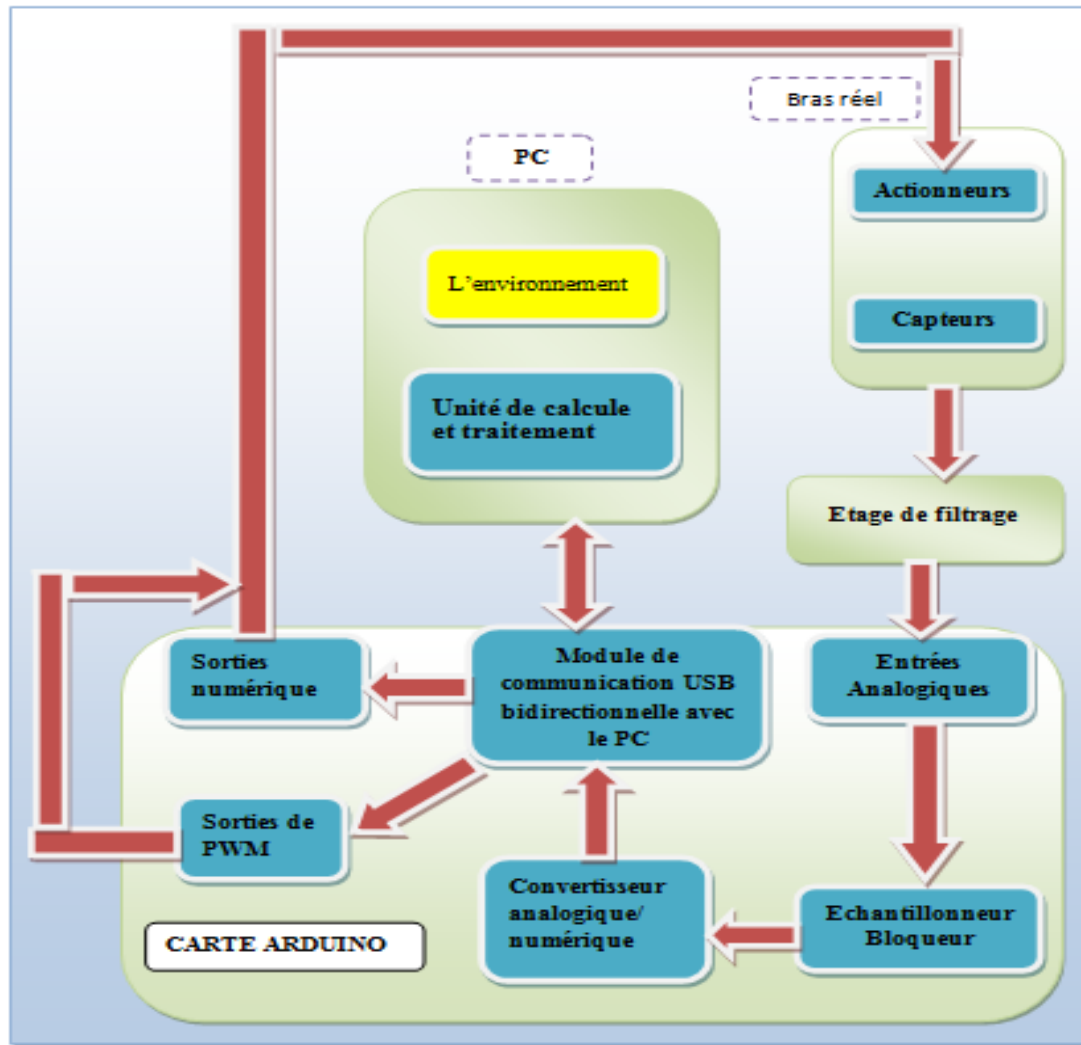 Bras réel
PC
Actionneurs
L'environnement
Capteurs
Unité de calcule
et traitement
Etage de filtrage
Sorties
numérique
Module de
communication USB
bidirectionnelle avec
le PC
Entrées
Analogiques
Sorties de
PWM
Convertisseur
analogique/
numérique
Echantillonneur
Bloqueur
CARTE ARDUINO